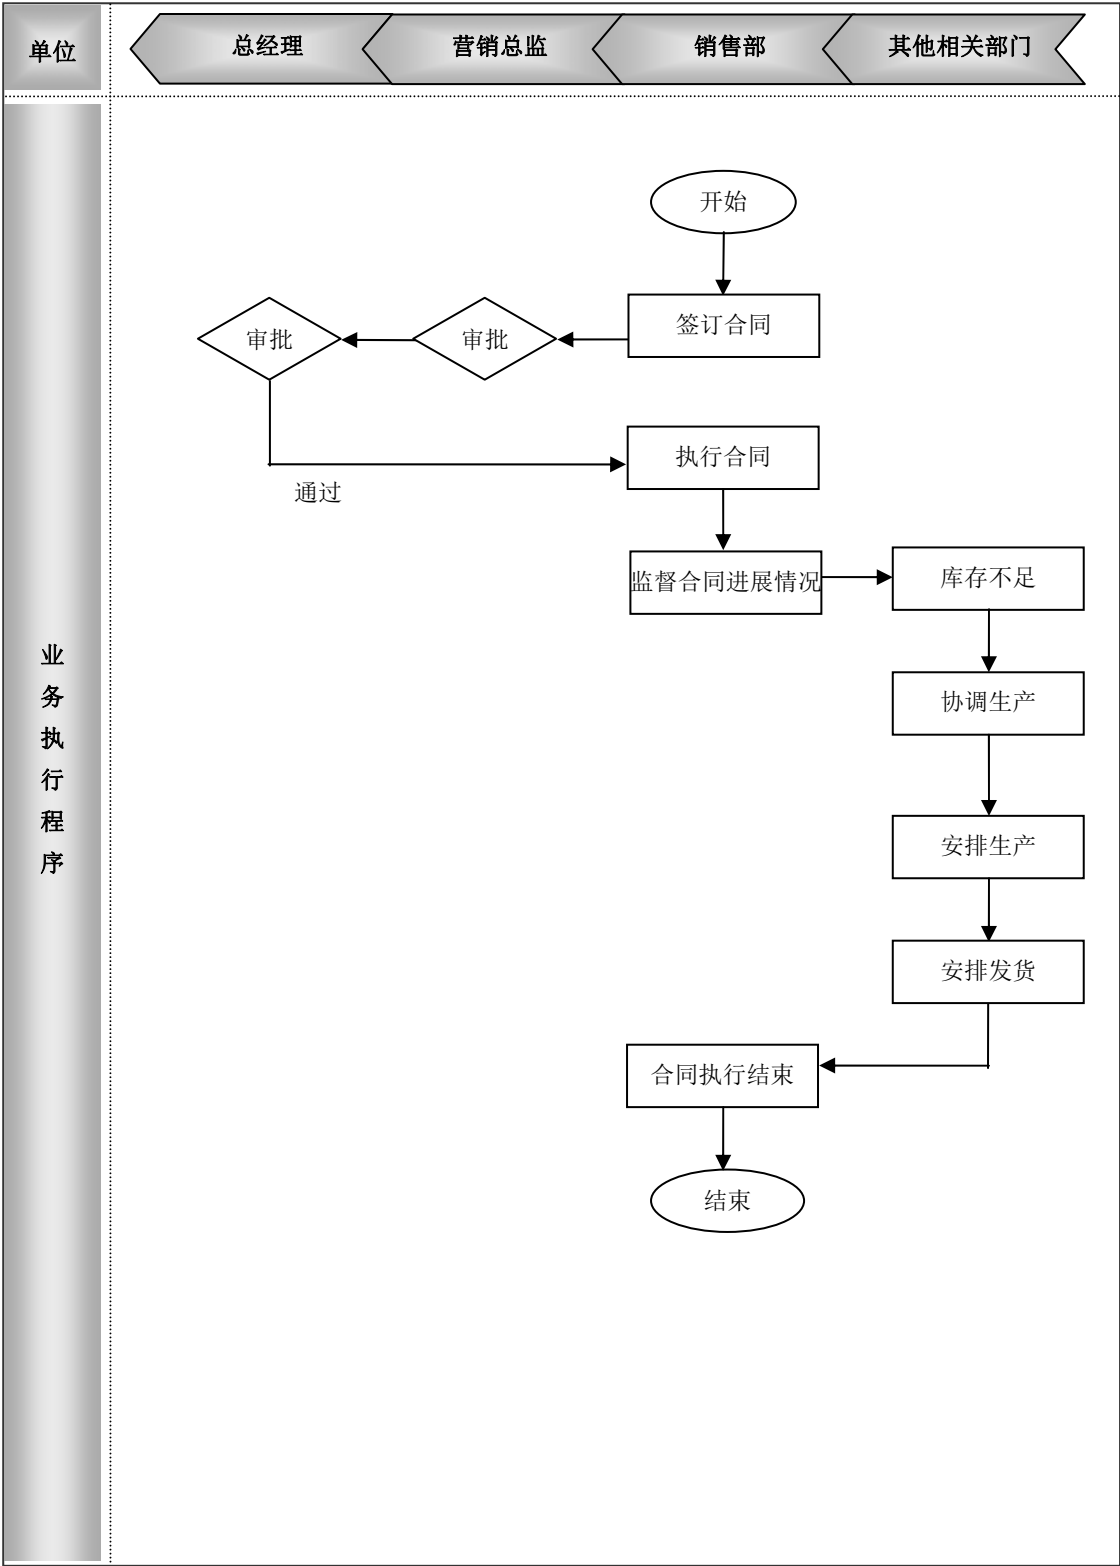 单位
总经理
营销总监
销售部
其他相关部门
业
务
执
行
程
序
开始
签订合同
审批
审批
执行合同
通过
监督合同进展情况
库存不足
协调生产
安排生产
安排发货
合同执行结束
结束